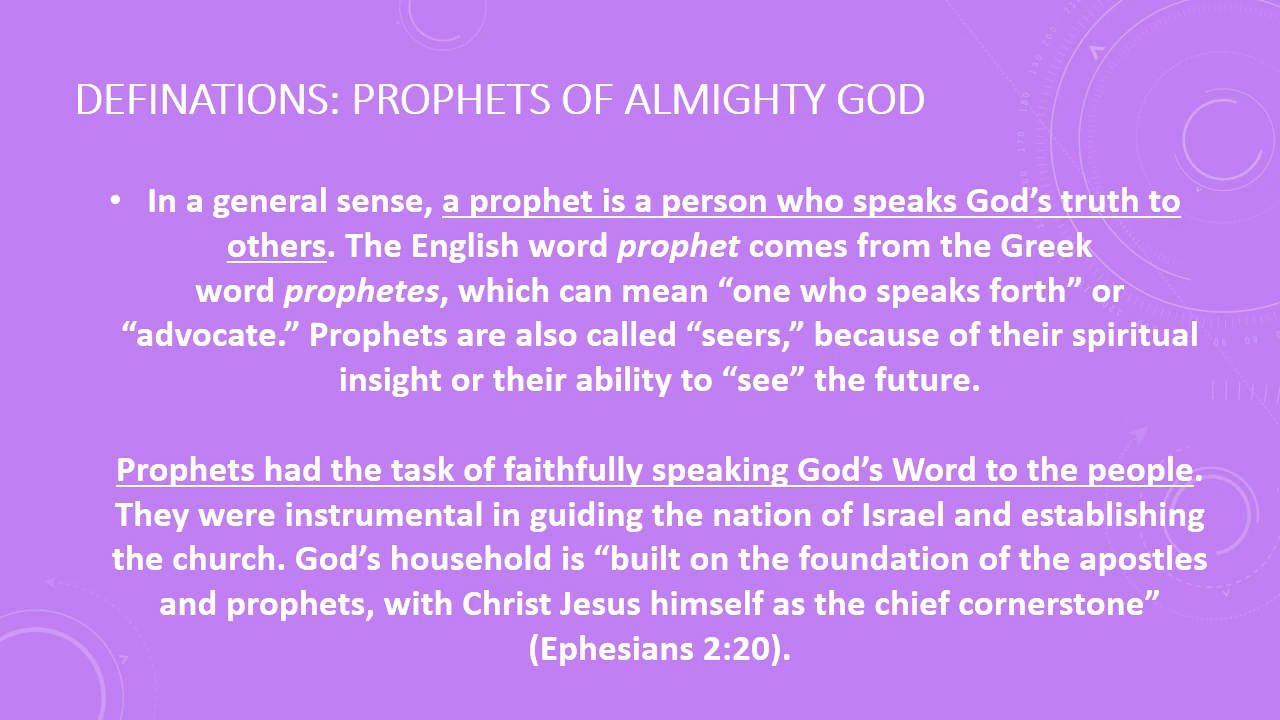 DEFINATIONS: PROPHETS OF ALMIGHTY GOD
• In a general sense, a prophet is a person who speaks God’s truth to
others. The English word prophet comes from the Greek
word prophetes, which can mean “one who speaks forth” or
“advocate.” Prophets are also called “seers,” because of their spiritual
insight or their ability to “see” the future.
Prophets had the task of faithfully speaking God’s Word to the people.
They were instrumental in guiding the nation of Israel and establishing
the church. God’s household is “built on the foundation of the apostles
and prophets, with Christ Jesus himself as the chief cornerstone”
(Ephesians 2:20).